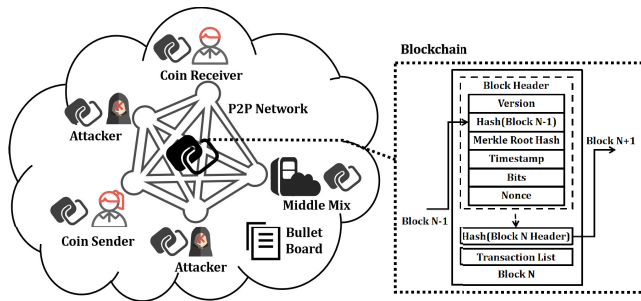 Coin Receiver
P2P Network
Attacker
Middle Mix
Coin Sender
Attacker
Bullet
Board
Blockchain
Block Header
Version
Hash(Block N-1)
Merkle Root Hash
Timestamp
Bits
Nonce
Block N-1
Block N+1
Hash(Block N Header)
Transaction List
Block N